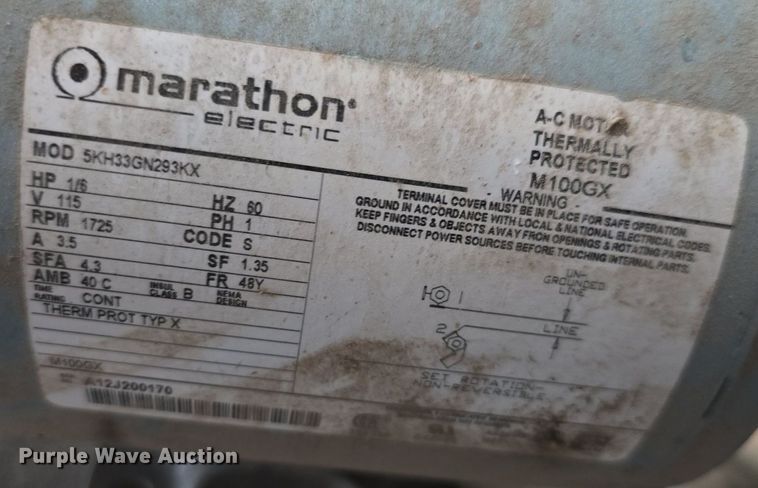 marathon®
electric
MOD 5KH33GN293KX
HP 1/6
V 115 HZ 60
RPM 1725 PH 1
A 3.5 CODE S
SFA 4.3 SF 1.35
AMB 40 C FR 48Y
TIME RATING CONT INSUL CLASS B NEMA DESIGN
THERM PROT TYP X
M100GX
A12J200170
A-C MOTOR
THERMALLY
PROTECTED
M100GX
WARNING -
TERMINAL COVER MUST BE IN PLACE FOR SAFE OPERATION.
GROUND IN ACCORDANCE WITH LOCAL & NATIONAL ELECTRICAL CODES.
KEEP FINGERS & OBJECTS AWAY FROM OPENINGS & ROTATING PARTS.
DISCONNECT POWER SOURCES BEFORE TOUCHING INTERNAL PARTS.
UN-
GROUNDED
LINE
1
LINE
2
SET ROTATION-
NON-REVERSIBLE
Purple Wave Auction